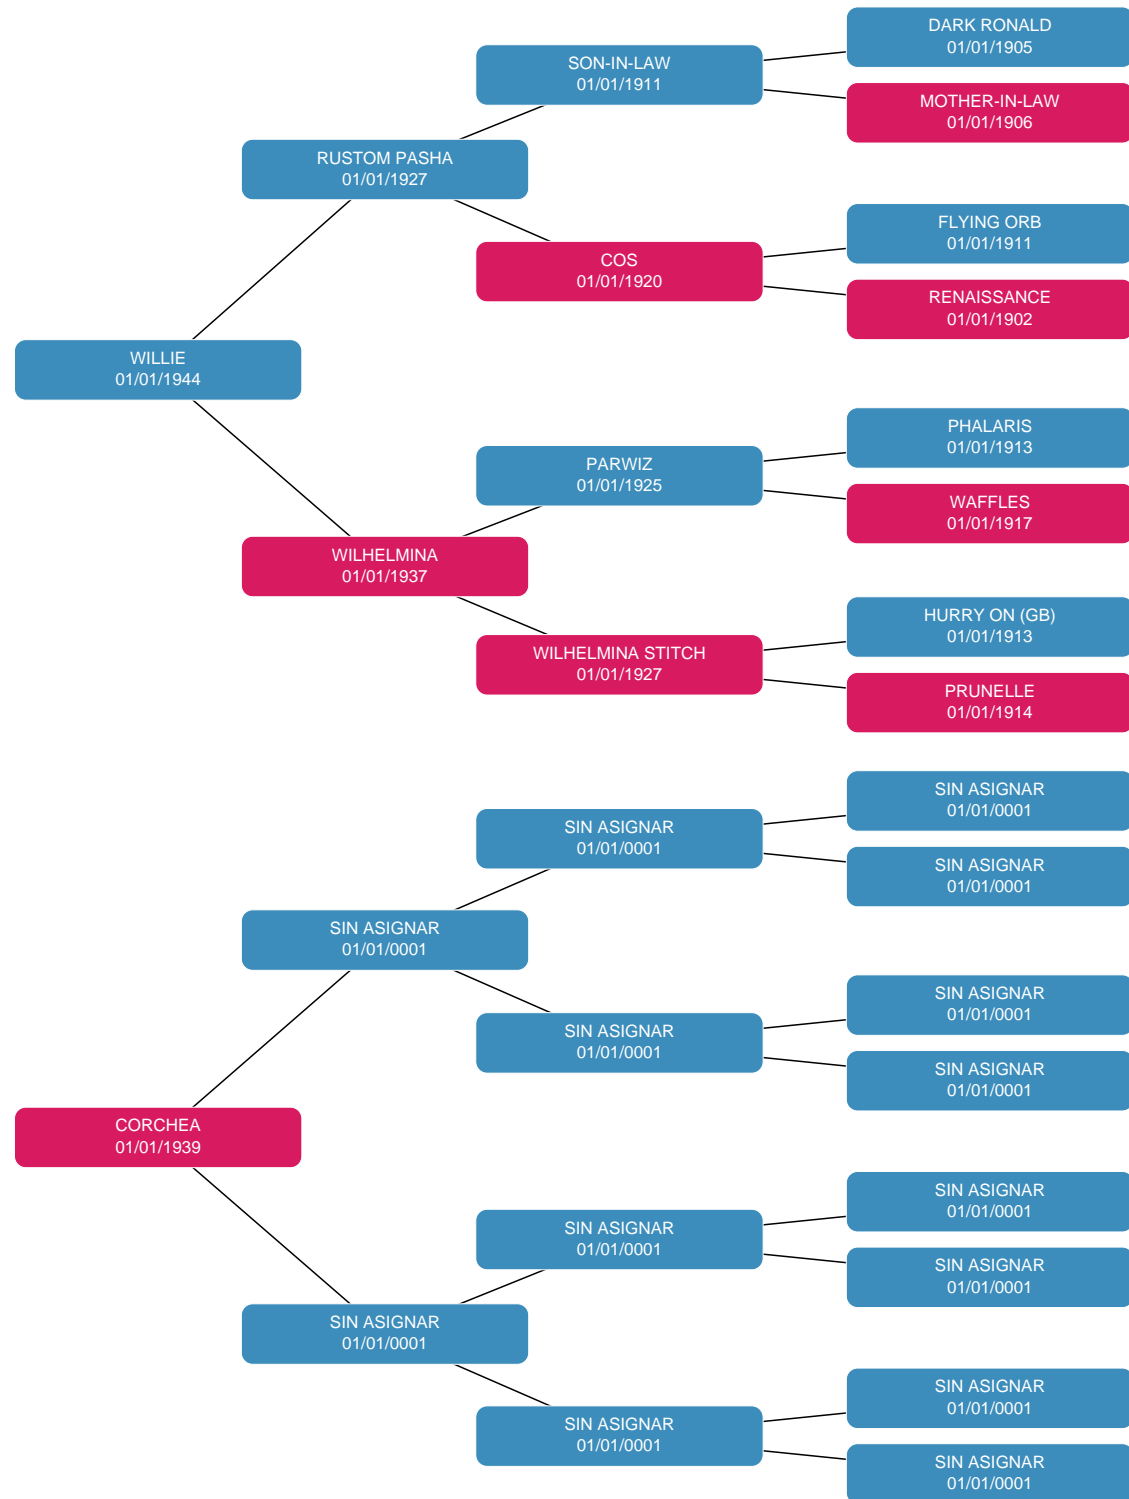 DARK RONALD
01/01/1905
SON-IN-LAW
01/01/1911
MOTHER-IN-LAW
01/01/1906
RUSTOM PASHA
01/01/1927
FLYING ORB
01/01/1911
COS
01/01/1920
RENAISSANCE
01/01/1902
WILLIE
01/01/1944
PHALARIS
01/01/1913
PARWIZ
01/01/1925
WAFFLES
01/01/1917
WILHELMINA
01/01/1937
HURRY ON (GB)
01/01/1913
WILHELMINA STITCH
01/01/1927
PRUNELLE
01/01/1914
SIN ASIGNAR
01/01/0001
SIN ASIGNAR
01/01/0001
SIN ASIGNAR
01/01/0001
SIN ASIGNAR
01/01/0001
SIN ASIGNAR
01/01/0001
SIN ASIGNAR
01/01/0001
SIN ASIGNAR
01/01/0001
CORCHEA
01/01/1939
SIN ASIGNAR
01/01/0001
SIN ASIGNAR
01/01/0001
SIN ASIGNAR
01/01/0001
SIN ASIGNAR
01/01/0001
SIN ASIGNAR
01/01/0001
SIN ASIGNAR
01/01/0001
SIN ASIGNAR
01/01/0001